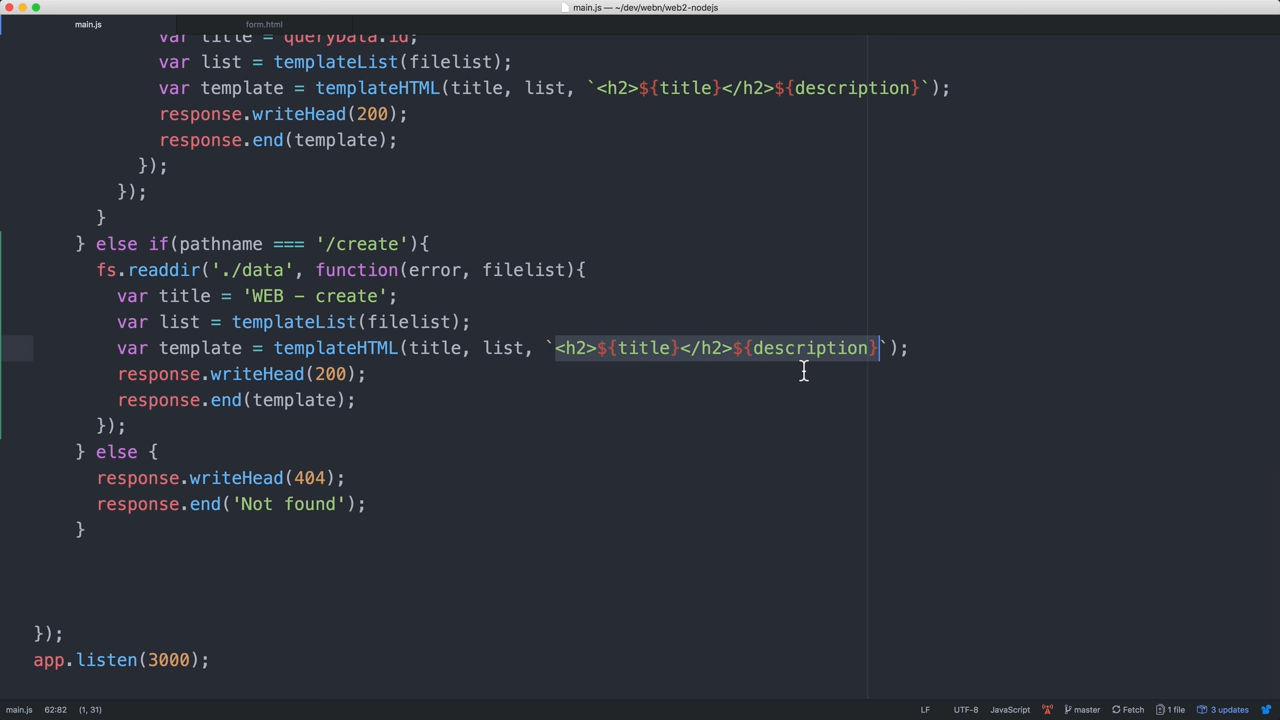 main.js — ~/dev/webn/web2-nodejs
main.js form.html
var title = queryData.id;
var list = templateList(filelist);
var template = templateHTML(title, list, `<h2>${title}</h2>${description}`);
response.writeHead(200);
response.end(template);
});
});
}
} else if(pathname === '/create'){
fs.readdir('./data', function(error, filelist){
var title = 'WEB - create';
var list = templateList(filelist);
var template = templateHTML(title, list, `<h2>${title}</h2>${description}`);
response.writeHead(200);
response.end(template);
});
} else {
response.writeHead(404);
response.end('Not found');
}
});
app.listen(3000);
main.js 62:82 (1, 31) LF UTF-8 JavaScript master Fetch 1 file 3 updates